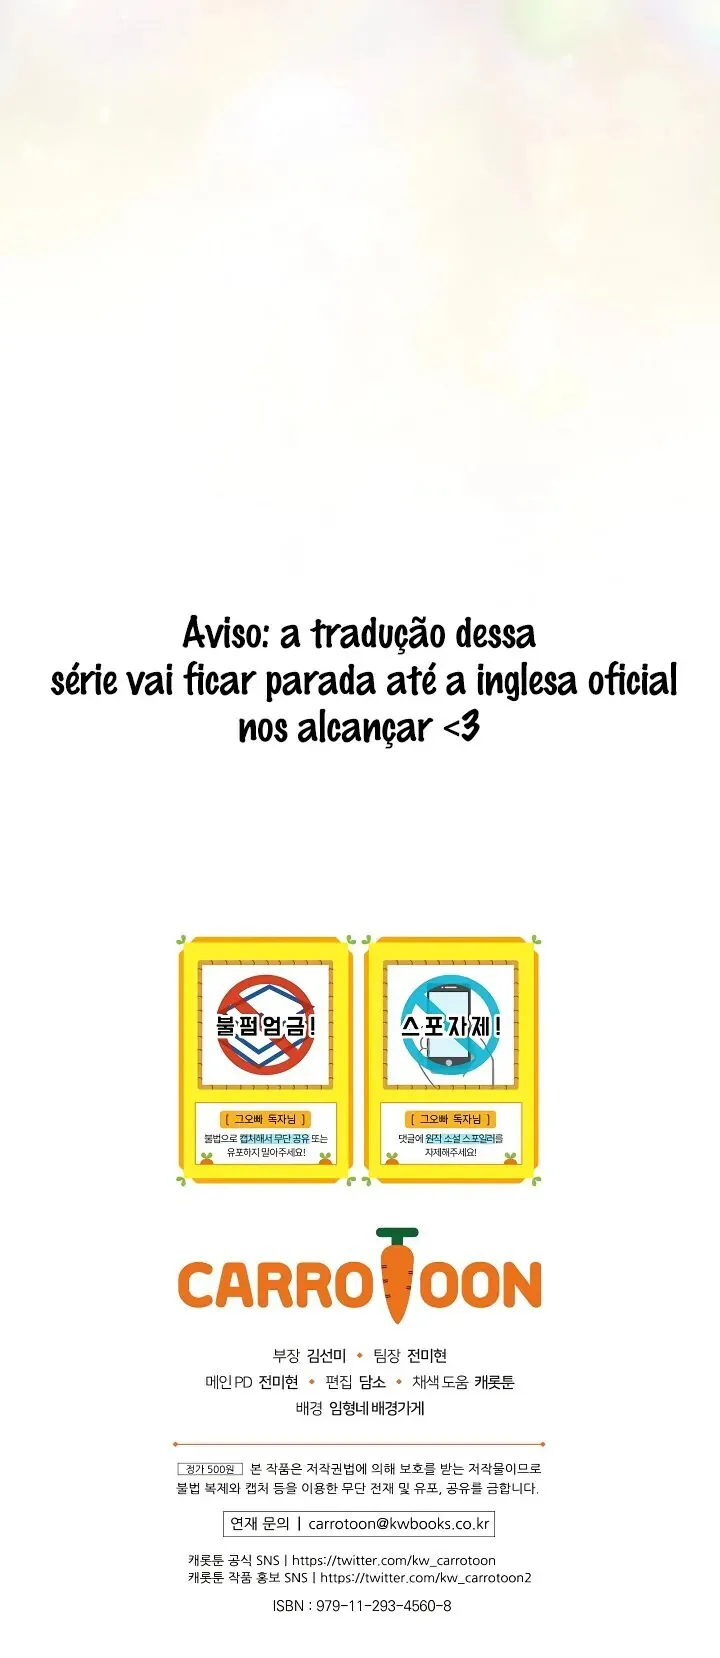 Aviso: a tradução dessa
série vai ficar parada até a inglesa oficial
nos alcançar <3
불펌엄금!
[ 그오빠 독자님 ]
불법으로 캡처해서 무단 공유 또는
유포하지 말아주세요!
스포자제!
[ 그오빠 독자님 ]
댓글에 원작 소설 스포일러를
자제해주세요!
CARROTOON
부장 김선미 • 팀장 전미현
메인 PD 전미현 • 편집 담소 • 채색 도움 캐롯툰
배경 임형네 배경가게
정가 500원 본 작품은 저작권법에 의해 보호를 받는 저작물이므로
불법 복제와 캡처 등을 이용한 무단 전재 및 유포, 공유를 금합니다.
연재 문의 | carrotoon@kwbooks.co.kr
캐롯툰 공식 SNS | https://twitter.com/kw_carrotoon
캐롯툰 작품 홍보 SNS | https://twitter.com/kw_carrotoon2
ISBN : 979-11-293-4560-8